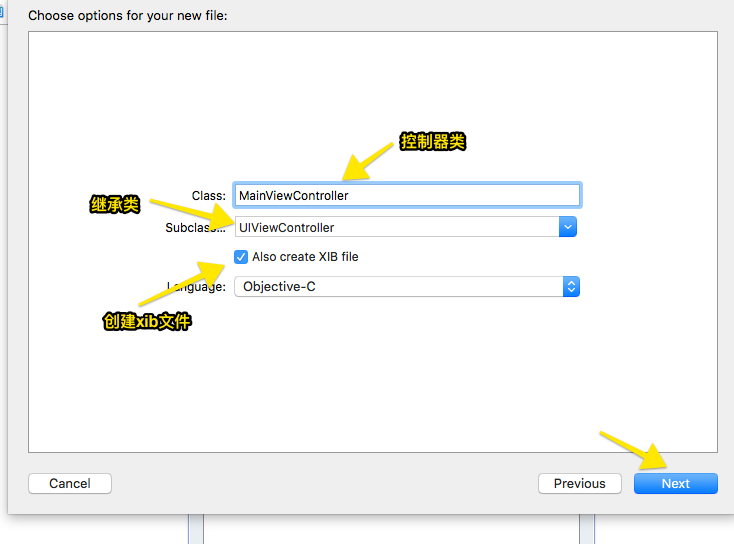 Choose options for your new file:
控制器类
Class: MainViewController
继承类
Subclass... UIViewController
Also create XIB file
Language: Objective-C
创建xib文件
Cancel Previous Next